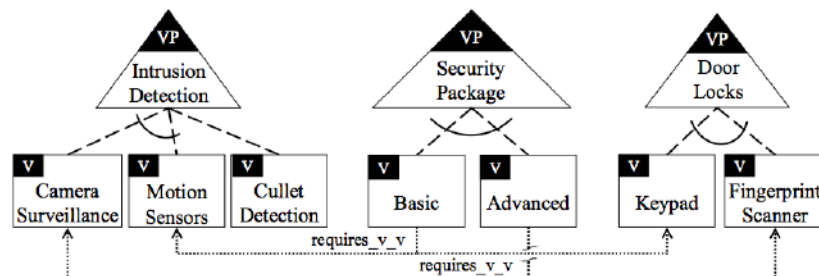 VP
Intrusion
Detection
VP
Security
Package
VP
Door
Locks
V
Camera
Surveillance
V
Motion
Sensors
V
Cullet
Detection
V
Basic
V
Advanced
V
Keypad
V
Fingerprint
Scanner
requires_v_v
requires_v_v